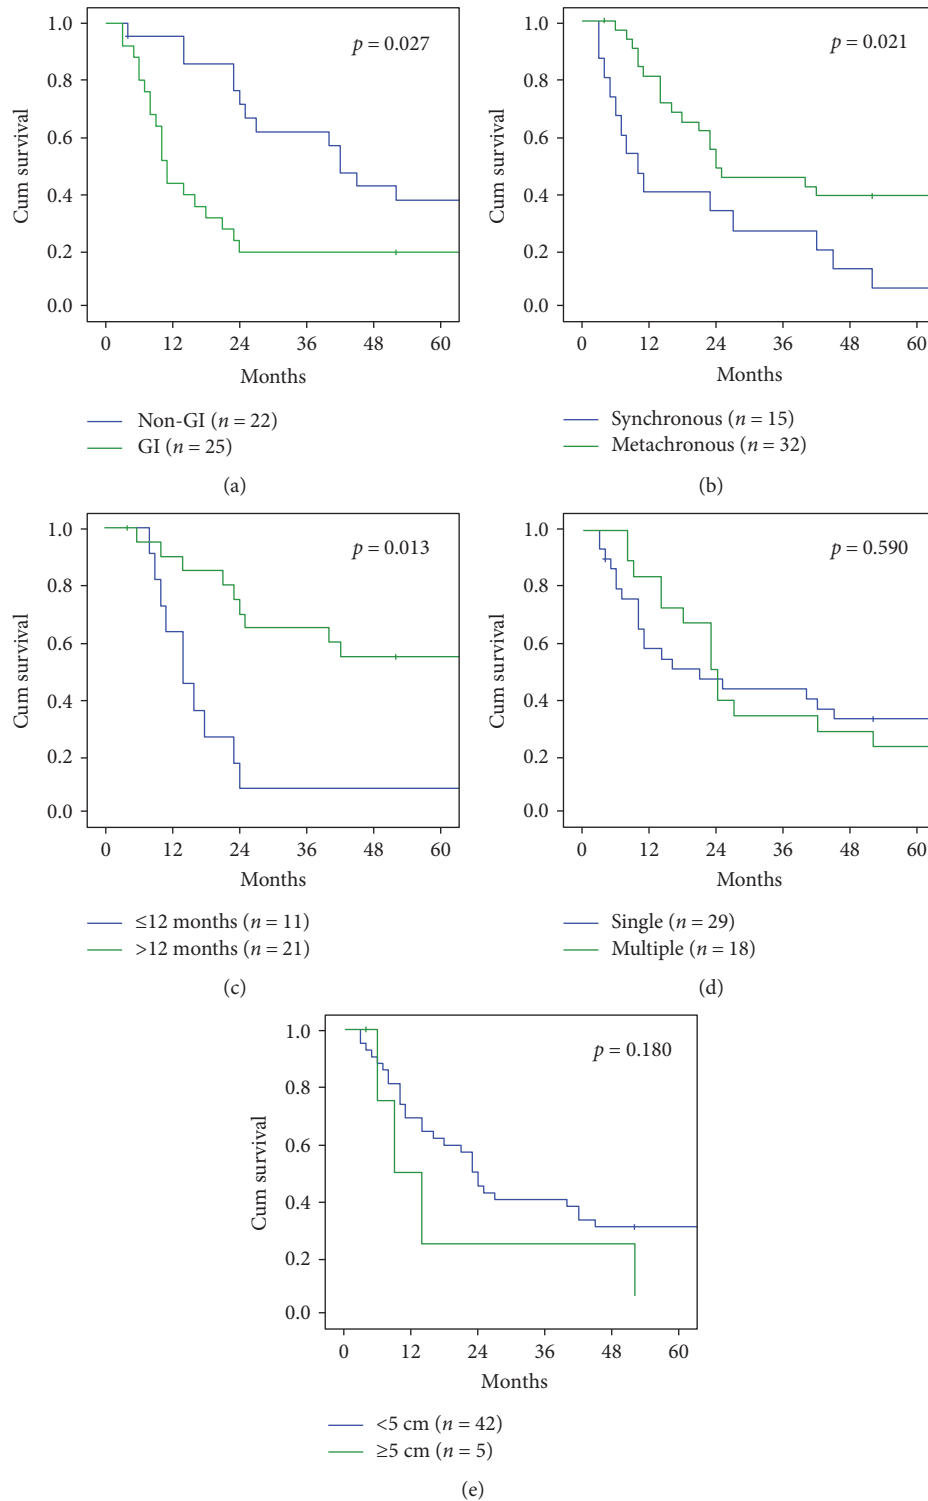 1.0
0.8
0.6
0.4
0.2
0.0
Cum survival
p = 0.027
0 12 24 36 48 60
Months
Non-GI (n = 22)
GI (n = 25)
(a)
1.0
0.8
0.6
0.4
0.2
0.0
Cum survival
p = 0.021
0 12 24 36 48 60
Months
Synchronous (n = 15)
Metachronous (n = 32)
(b)
1.0
0.8
0.6
0.4
0.2
0.0
Cum survival
p = 0.013
0 12 24 36 48 60
Months
≤12 months (n = 11)
>12 months (n = 21)
(c)
1.0
0.8
0.6
0.4
0.2
0.0
Cum survival
p = 0.590
0 12 24 36 48 60
Months
Single (n = 29)
Multiple (n = 18)
(d)
1.0
0.8
0.6
0.4
0.2
0.0
Cum survival
p = 0.180
0 12 24 36 48 60
Months
<5 cm (n = 42)
≥5 cm (n = 5)
(e)